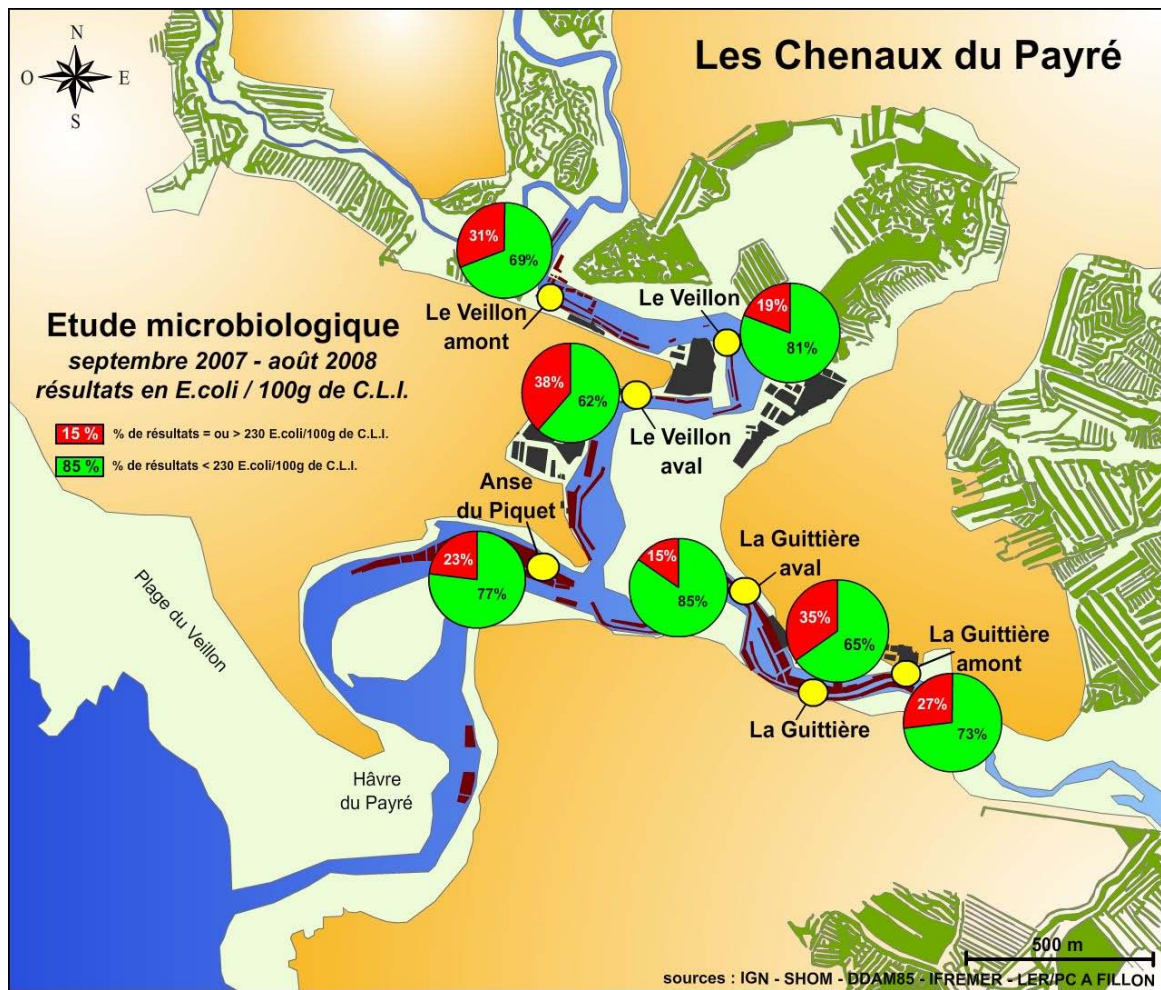 Les Chenaux du Payré
N
O
E
S
31%
69%
Le Veillon
amont
Le Veillon
19%
81%
Etude microbiologique
septembre 2007 - août 2008
résultats en E.coli / 100g de C.L.I.
15 %
% de résultats = ou > 230 E.coli/100g de C.L.I.
85 %
% de résultats < 230 E.coli/100g de C.L.I.
38%
62%
Le Veillon
aval
Anse
du Piquet
23%
77%
15%
85%
La Guittière
aval
35%
65%
La Guittière
amont
La Guittière
27%
73%
Plage du Veillon
Hâvre
du Payré
500 m
sources : IGN - SHOM - DDAM85 - IFREMER - LER/PC A FILLON